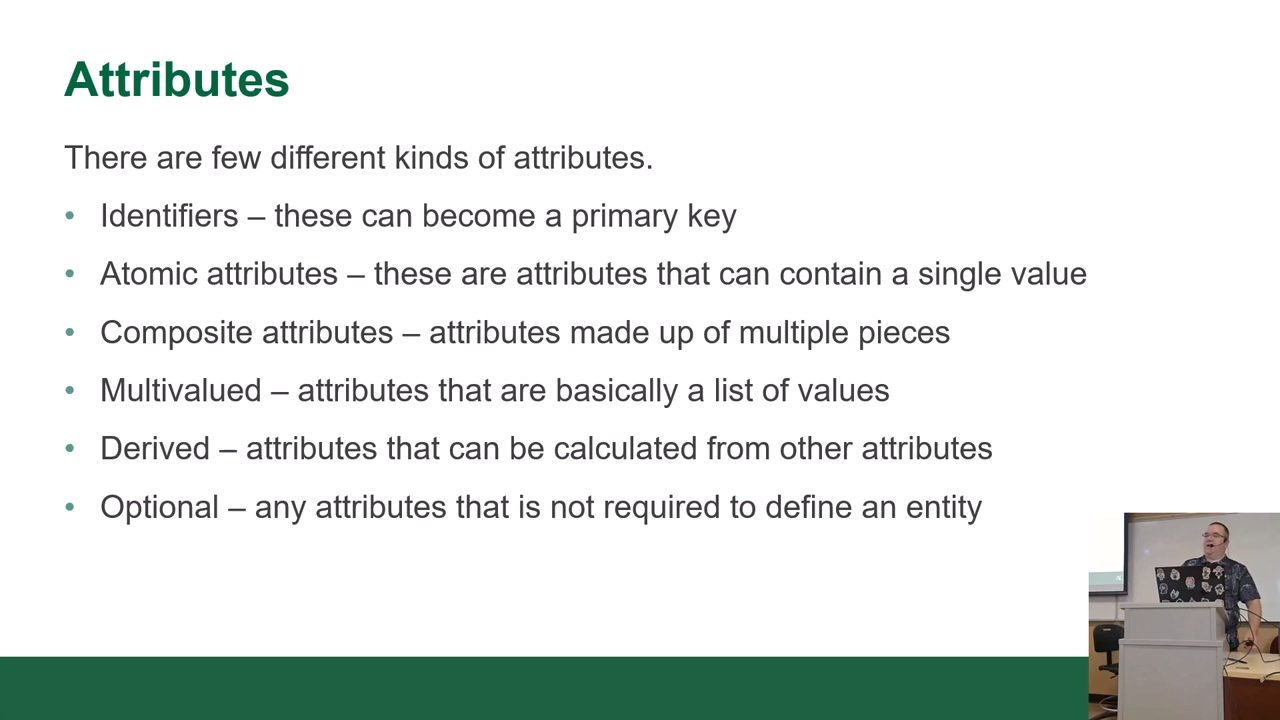 Attributes
There are few different kinds of attributes.
• Identifiers – these can become a primary key
• Atomic attributes – these are attributes that can contain a single value
• Composite attributes – attributes made up of multiple pieces
• Multivalued – attributes that are basically a list of values
• Derived – attributes that can be calculated from other attributes
• Optional – any attributes that is not required to define an entity